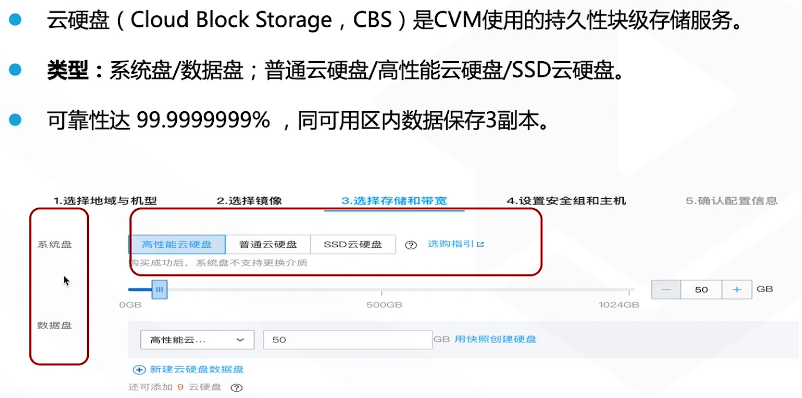 云硬盘（Cloud Block Storage，CBS）是CVM使用的持久性块级存储服务。
类型：系统盘/数据盘；普通云硬盘/高性能云硬盘/SSD云硬盘。
可靠性达 99.9999999% ，同可用区内数据保存3副本。
1.选择地域与机型 2.选择镜像 3.选择存储和带宽 4.设置安全组和主机 5.确认配置信息
系统盘 高性能云硬盘 普通云硬盘 SSD云硬盘 ? 选购指引
购买成功后，系统盘不支持更换介质
0GB 500GB 1024GB − 50 + GB
数据盘 高性能云... 50 GB 用快照创建硬盘
新建云硬盘数据盘
还可添加 9 云硬盘 ?